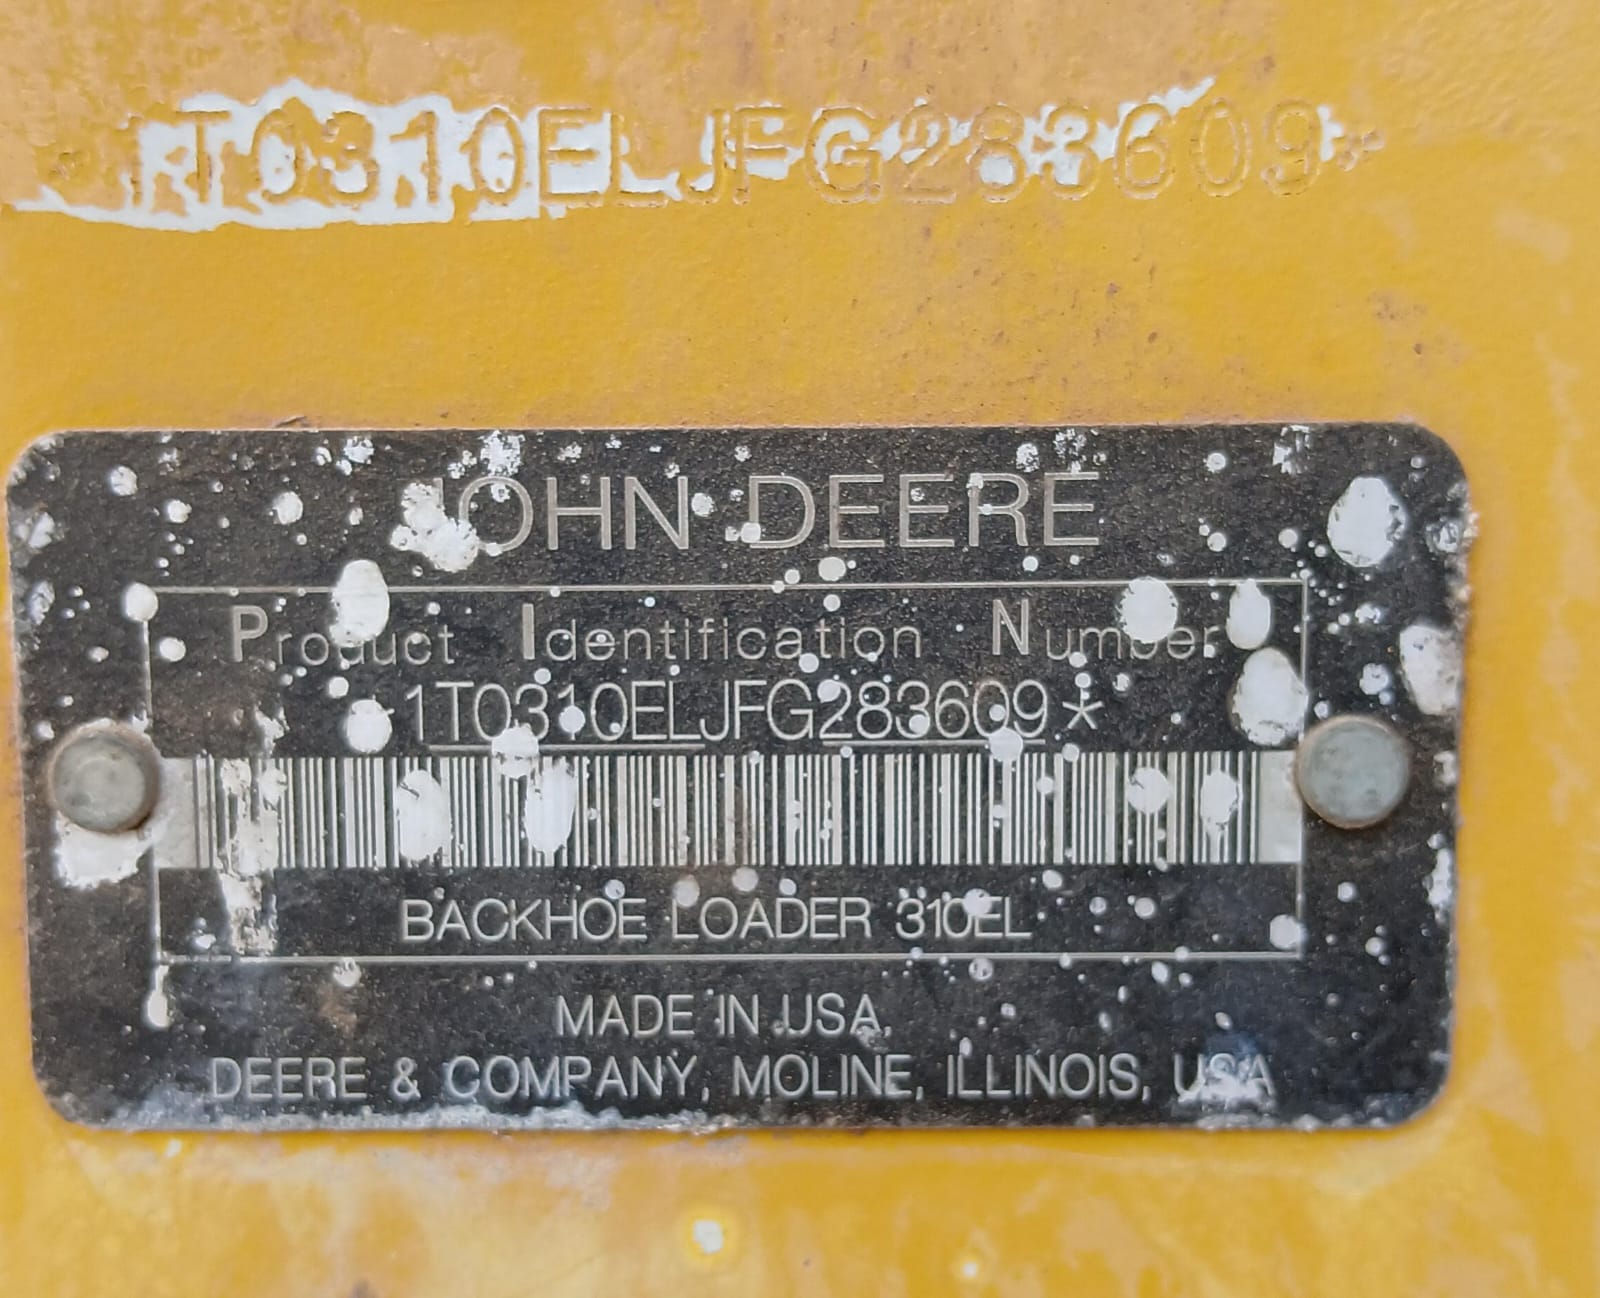 *1T0310ELJFG283609*
JOHN DEERE
Product Identification Number
*1T0310ELJFG283609*
BACKHOE LOADER 310EL
MADE IN USA,
DEERE & COMPANY, MOLINE, ILLINOIS, USA